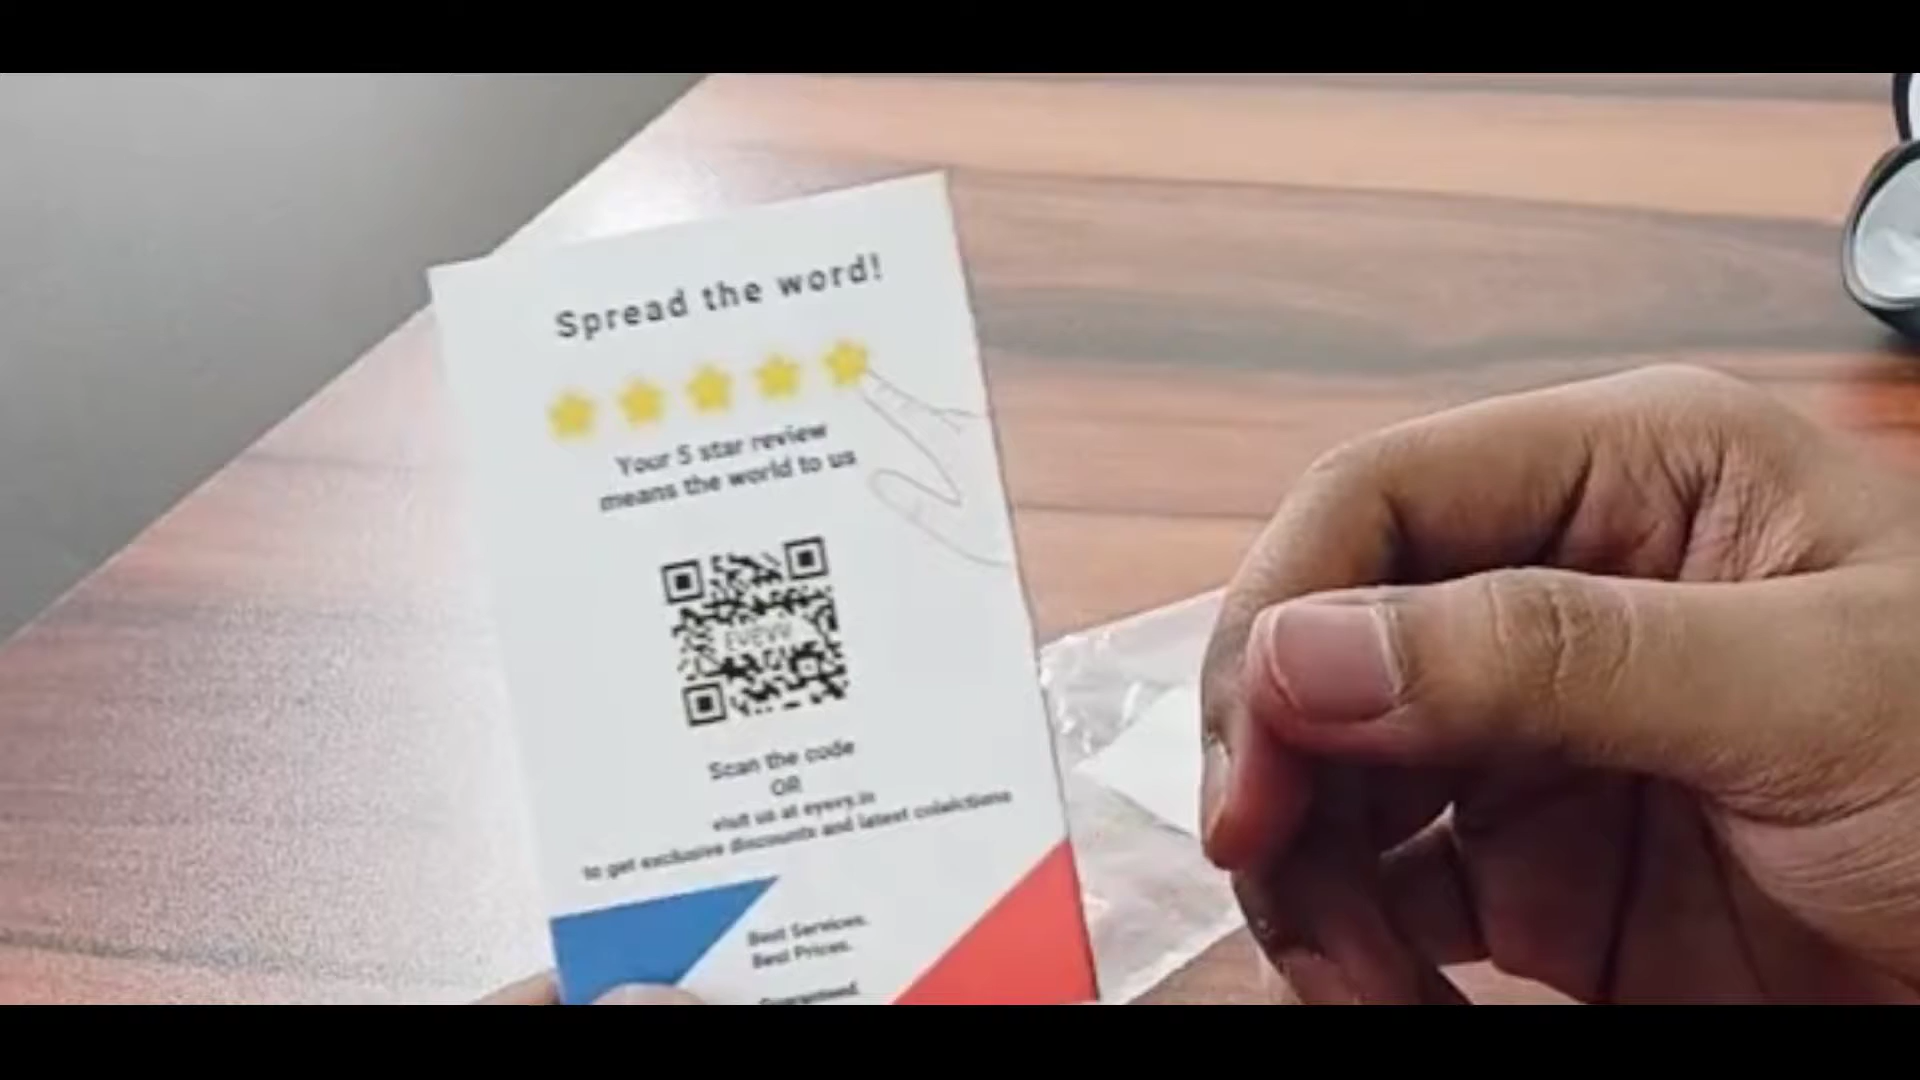 Spread the word!
Your 5 star review
means the world to us
EYEVY
Scan the code
OR
visit us at eyevy.in
to get exclusive discounts and latest
Best Services.
Best Prices.
Guaranteed